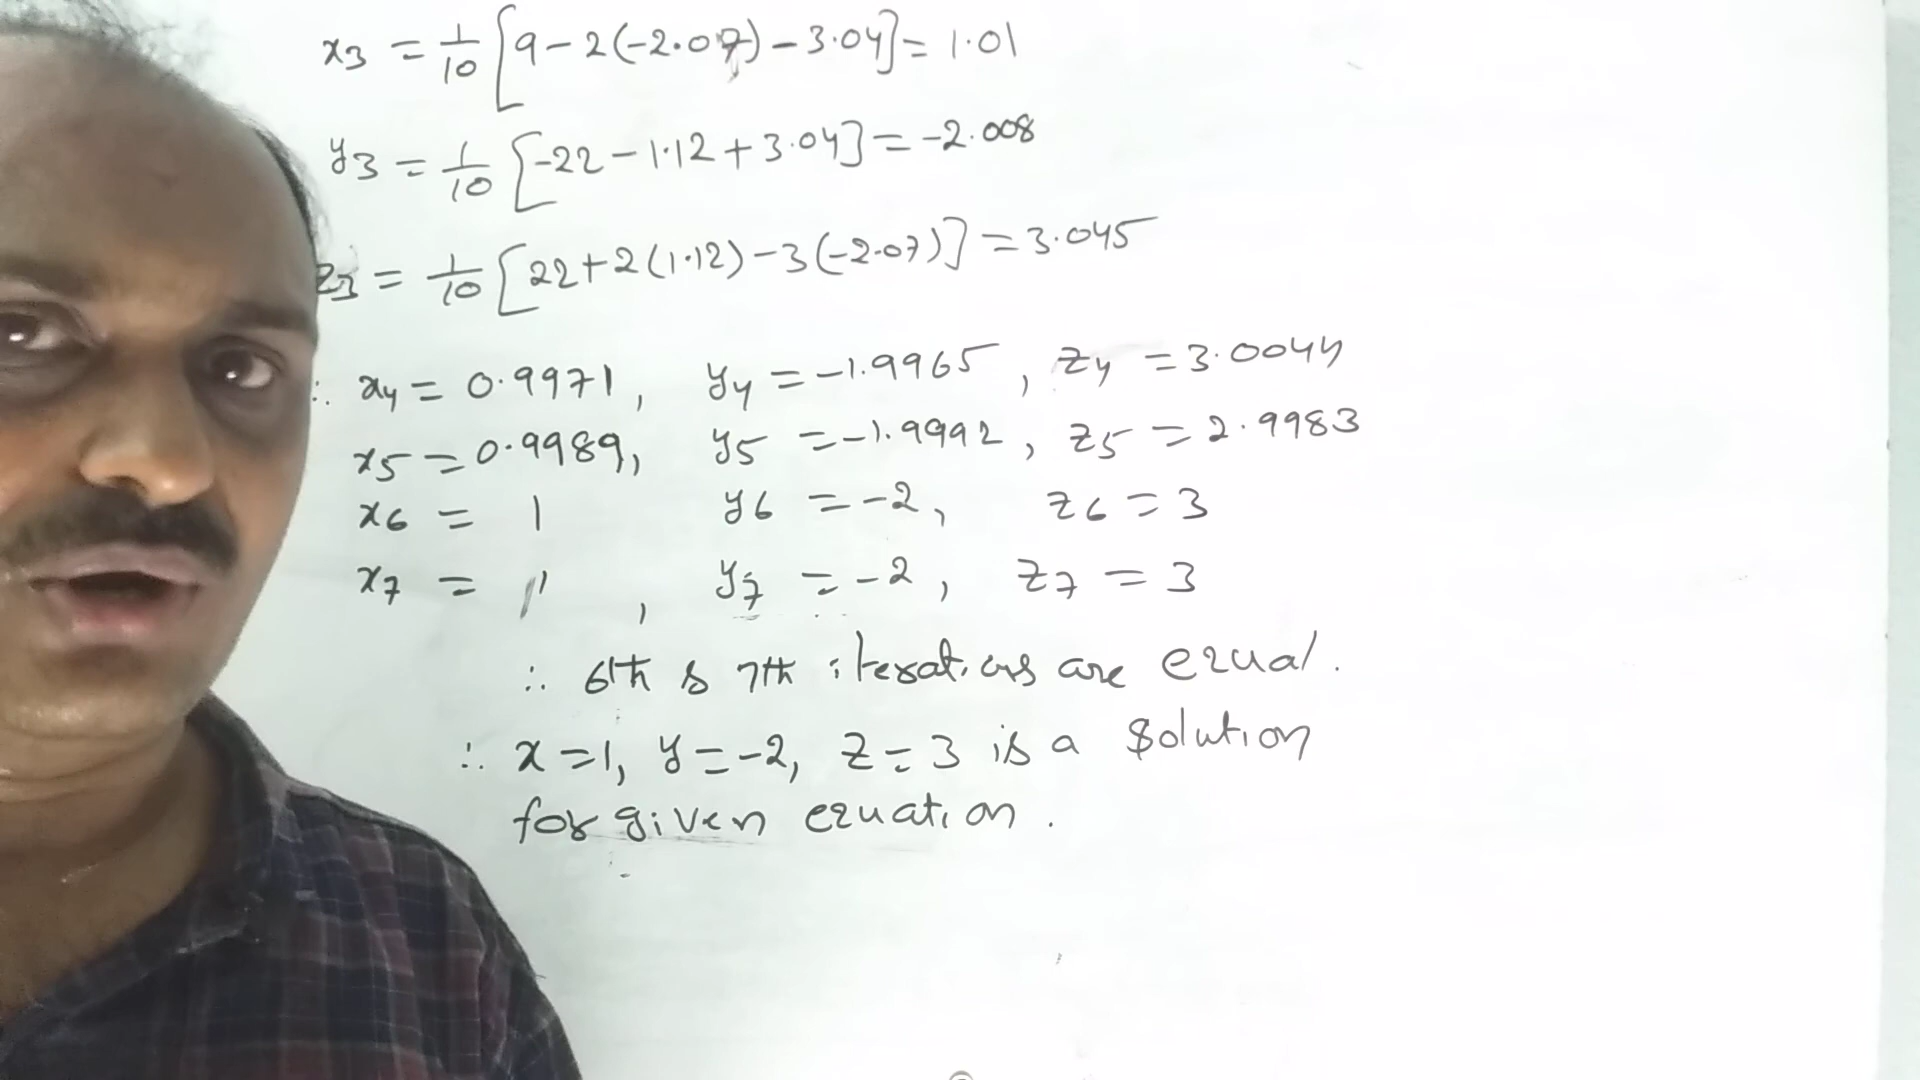 x3 = 1/10 [9 - 2(-2.07) - 3.04] = 1.01
y3 = 1/10 [-22 - 1.12 + 3.04] = -2.008
z3 = 1/10 [22 + 2(1.12) - 3(-2.07)] = 3.045
∴ x4 = 0.9971, y4 = -1.9965, z4 = 3.0044
x5 = 0.9989, y5 = -1.9992, z5 = 2.9983
x6 = 1 y6 = -2, z6 = 3
x7 = 1, y7 = -2, z7 = 3
∴ 6th & 7th iterations are equal.
∴ x = 1, y = -2, z = 3 is a solution
for given equation.